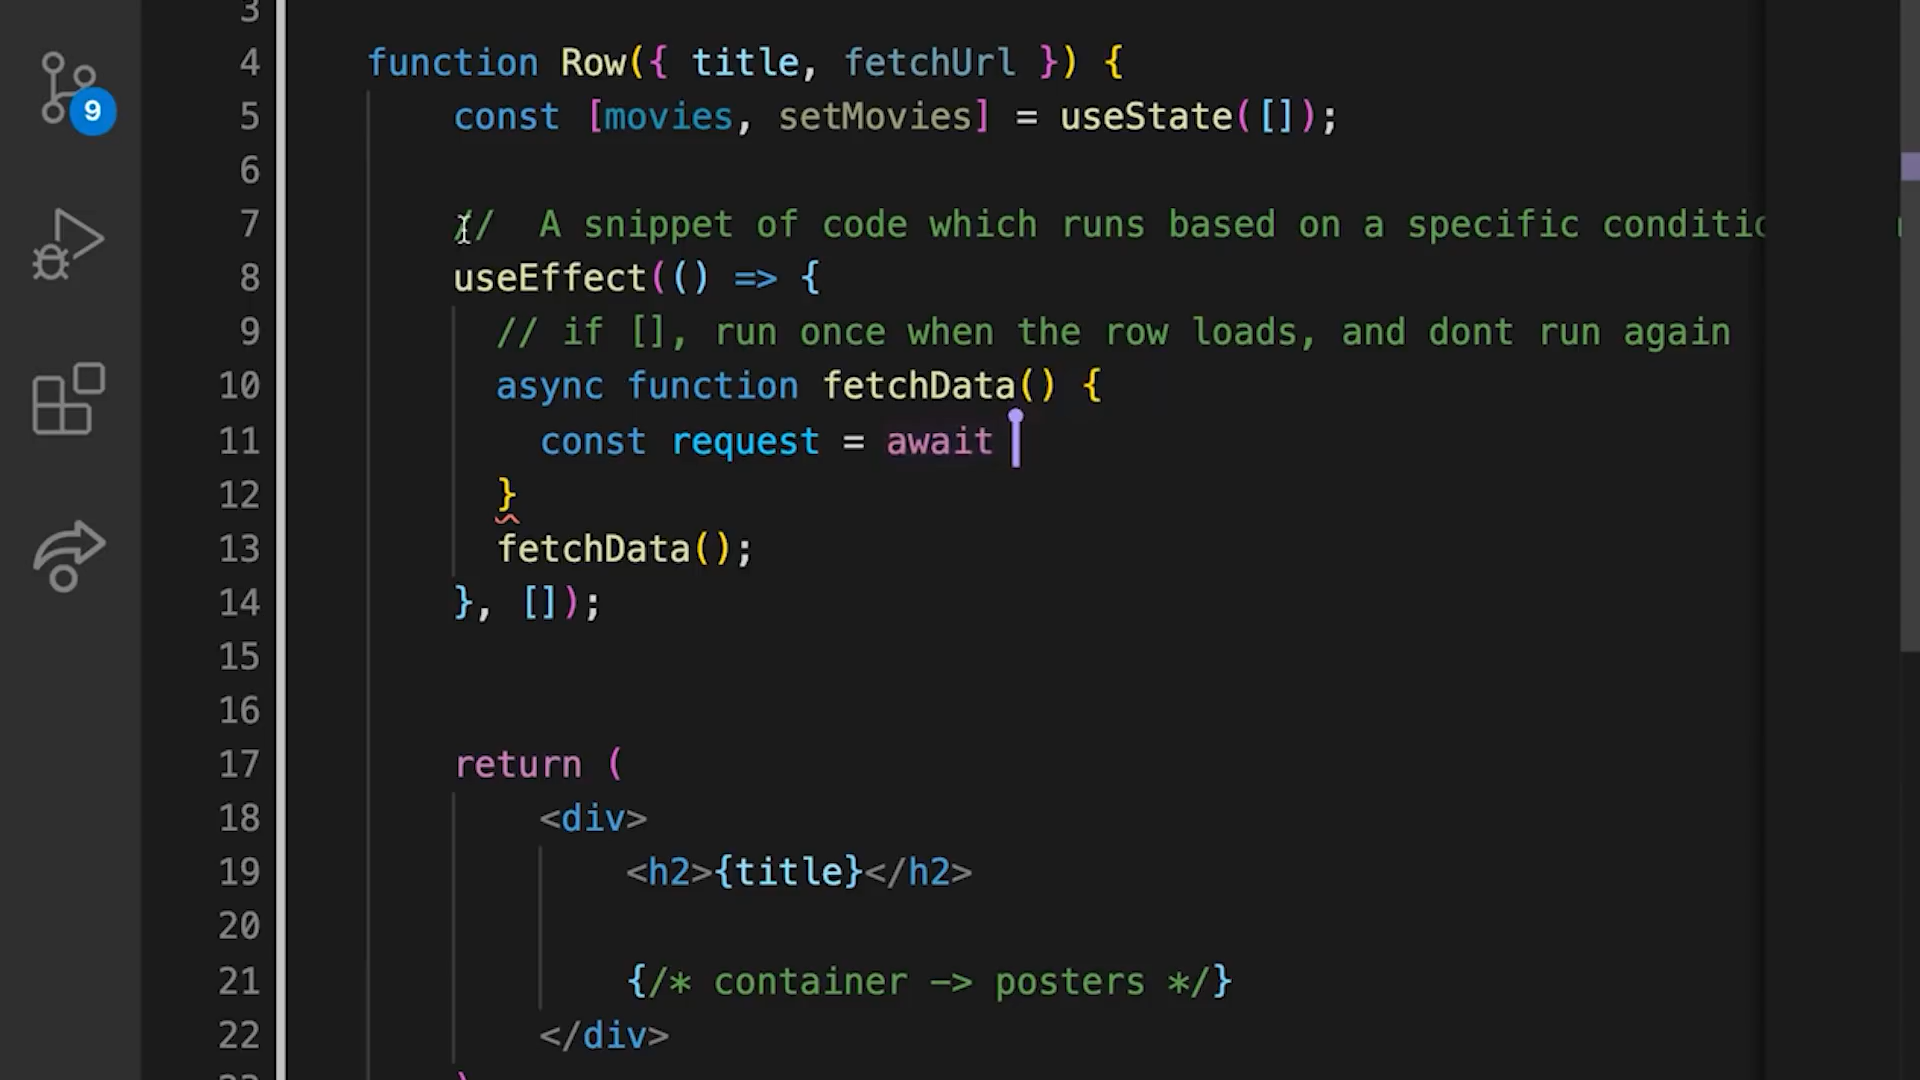 3
9
4 function Row({ title, fetchUrl }) {
5 const [movies, setMovies] = useState([]);
6
7 // A snippet of code which runs based on a specific
8 useEffect(() => {
9 // if [], run once when the row loads, and dont run again
10 async function fetchData() {
11 const request = await
12 }
13 fetchData();
14 }, []);
15
16
17 return (
18 <div>
19 <h2>{title}</h2>
20
21 {/* container -> posters */}
22 </div>